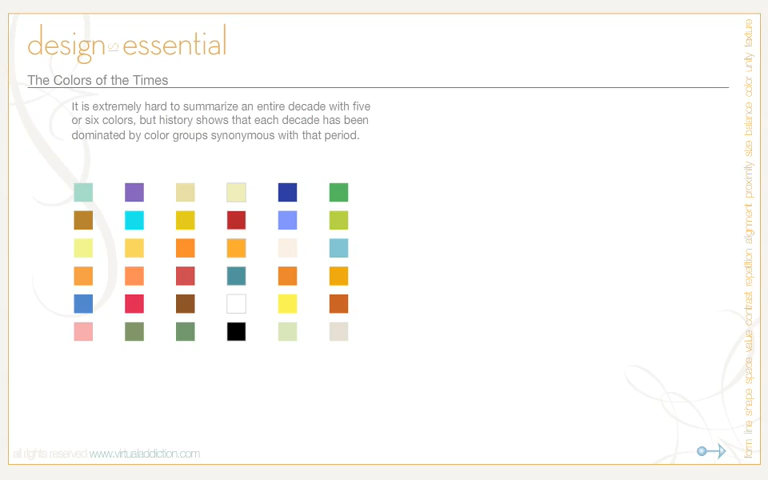 design is essential
The Colors of the Times
It is extremely hard to summarize an entire decade with five
or six colors, but history shows that each decade has been
dominated by color groups synonymous with that period.
form line shape space value contrast repetition alignment proximity size balance color unity texture
all rights reserved www.virtualaddiction.com